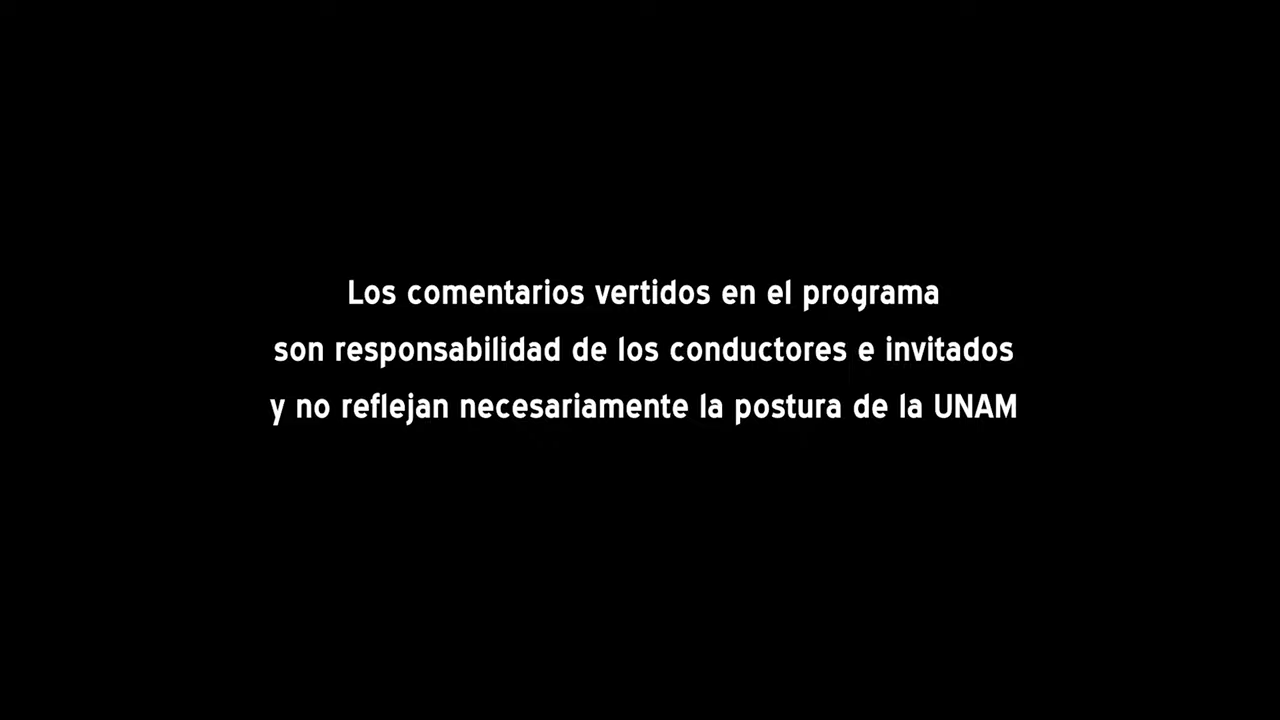 Los comentarios vertidos en el programa
son responsabilidad de los conductores e invitados
y no reflejan necesariamente la postura de la UNAM